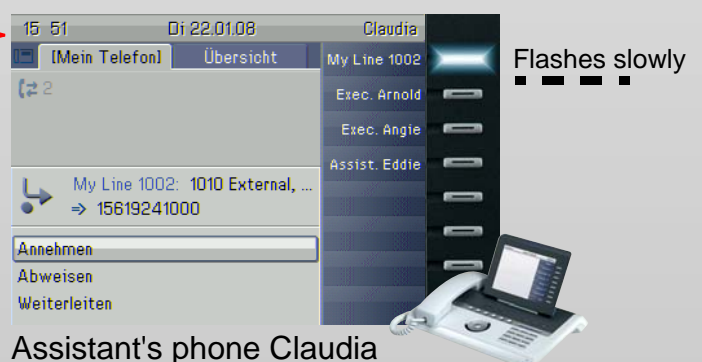 15 51 Di 22.01.08 Claudia
[Mein Telefon] Übersicht
2
My Line 1002
Exec. Arnold
Exec. Angie
Assist. Eddie
My Line 1002: 1010 External, ...
⇒ 15619241000
Annehmen
Abweisen
Weiterleiten
Flashes slowly
Assistant's phone Claudia